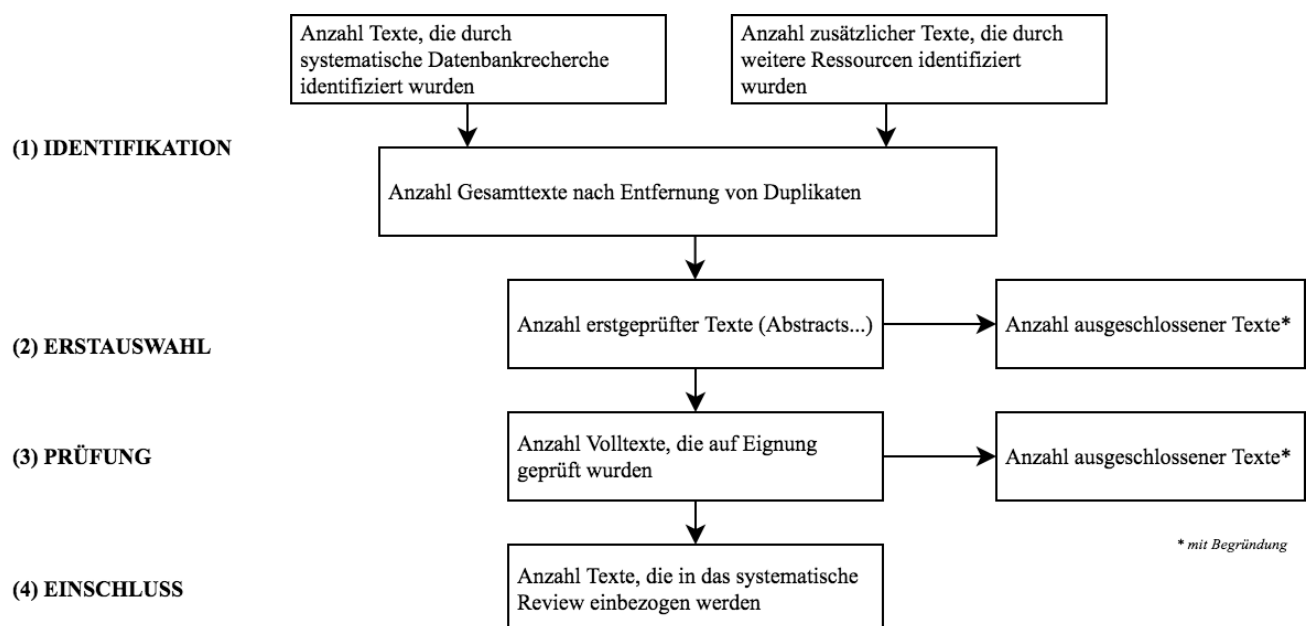 Anzahl Texte, die durch
systematische Datenbankrecherche
identifiziert wurden
Anzahl zusätzlicher Texte, die durch
weitere Ressourcen identifiziert
wurden
(1) IDENTIFIKATION
Anzahl Gesamttexte nach Entfernung von Duplikaten
(2) ERSTAUSWAHL
Anzahl erstgeprüfter Texte (Abstracts...)
Anzahl ausgeschlossener Texte*
(3) PRÜFUNG
Anzahl Volltexte, die auf Eignung
geprüft wurden
Anzahl ausgeschlossener Texte*
* mit Begründung
(4) EINSCHLUSS
Anzahl Texte, die in das systematische
Review einbezogen werden